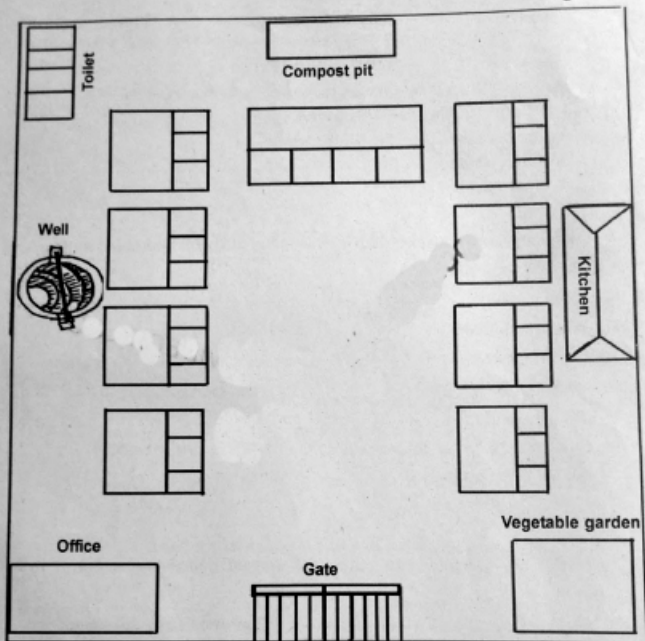 Compost pit
Toilet
Well
Kitchen
Vegetable garden
Office
Gate